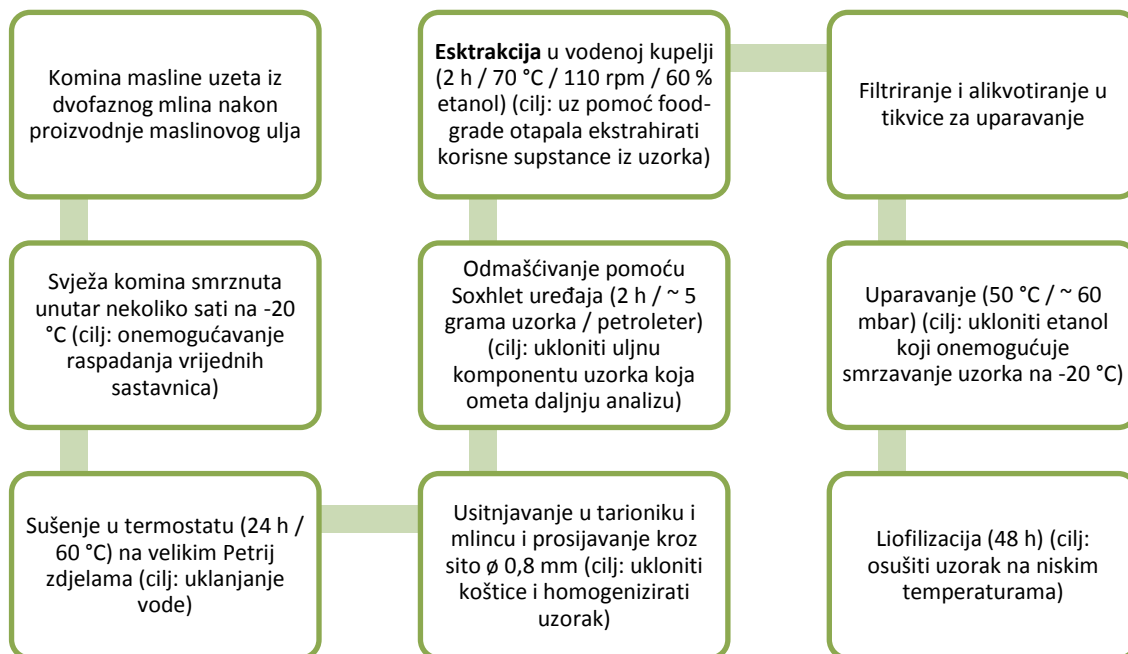 Komina masline uzeta iz
dvofaznog mlina nakon
proizvodnje maslinovog ulja
Svježa komina smrznuta
unutar nekoliko sati na -20
°C (cilj: onemogućavanje
raspadanja vrijednih
sastavnica)
Sušenje u termostatu (24 h /
60 °C) na velikim Petrij
zdjelama (cilj: uklanjanje
vode)
Usitnjavanje u tarioniku i
mlincu i prosijavanje kroz
sito ø 0,8 mm (cilj: ukloniti
koštice i homogenizirati
uzorak)
Odmašćivanje pomoću
Soxhlet uređaja (2 h / ~ 5
grama uzorka / petroleter)
(cilj: ukloniti uljnu
komponentu uzorka koja
ometa daljnju analizu)
Esktrakcija u vodenoj kupelji
(2 h / 70 °C / 110 rpm / 60 %
etanol) (cilj: uz pomoć food-
grade otapala ekstrahirati
korisne supstance iz uzorka)
Filtriranje i alikvotiranje u
tikvice za uparavanje
Uparavanje (50 °C / ~ 60
mbar) (cilj: ukloniti etanol
koji onemogućuje
smrzavanje uzorka na -20 °C)
Liofilizacija (48 h) (cilj:
osušiti uzorak na niskim
temperaturama)